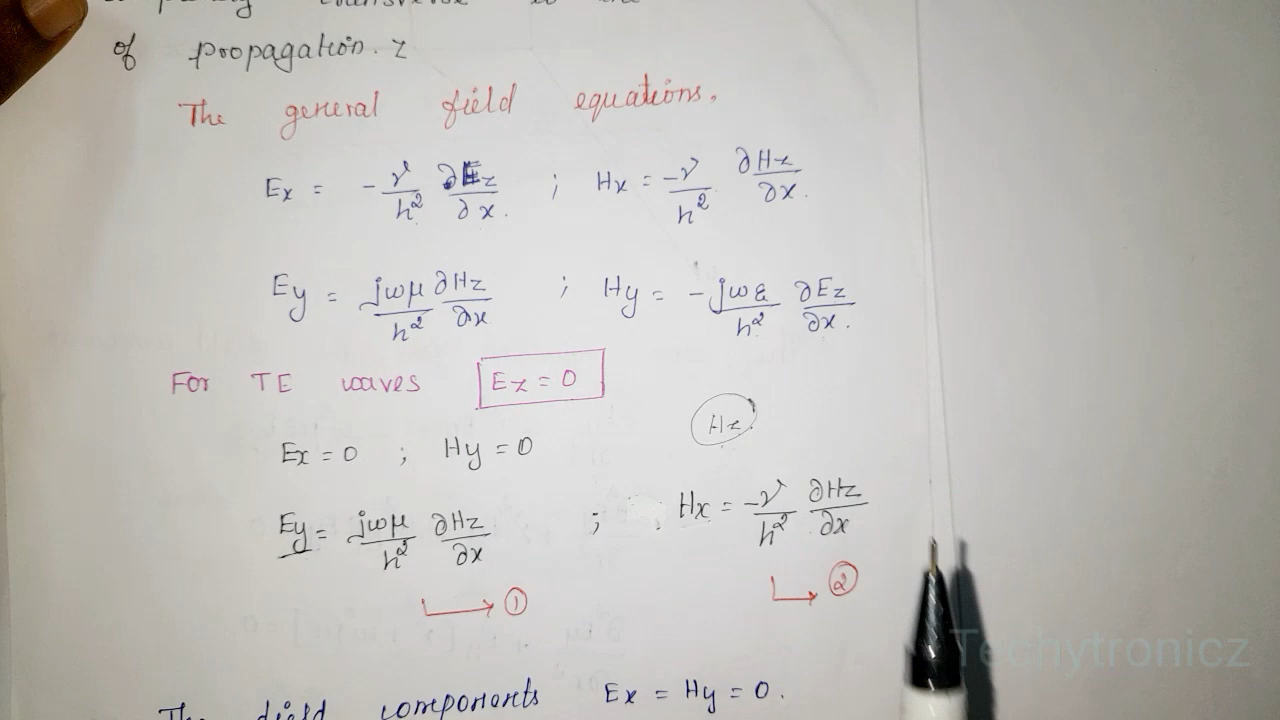 of propagation. z
The general field equations,
Ex = -γ/h² ∂Ez/∂x. ; Hx = -γ/h² ∂Hz/∂x.
Ey = jωμ/h² ∂Hz/∂x ; Hy = -jωε/h² ∂Ez/∂x.
For TE waves Ez = 0
Hz
Ex = 0 ; Hy = 0
Ey = jωμ/h² ∂Hz/∂x ; Hx = -γ/h² ∂Hz/∂x
① ②
Techytronicz
The field components Ex = Hy = 0.